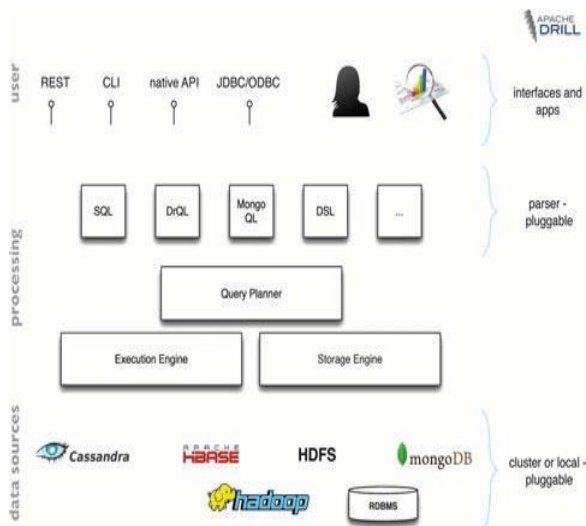 APACHE
DRILL
user
REST CLI native API JDBC/ODBC
interfaces and
apps
processing
SQL DrQL Mongo
QL DSL ...
parser -
pluggable
Query Planner
Execution Engine Storage Engine
data sources
Cassandra APACHE
HBASE HDFS mongoDB
cluster or local -
pluggable
hadoop RDBMS